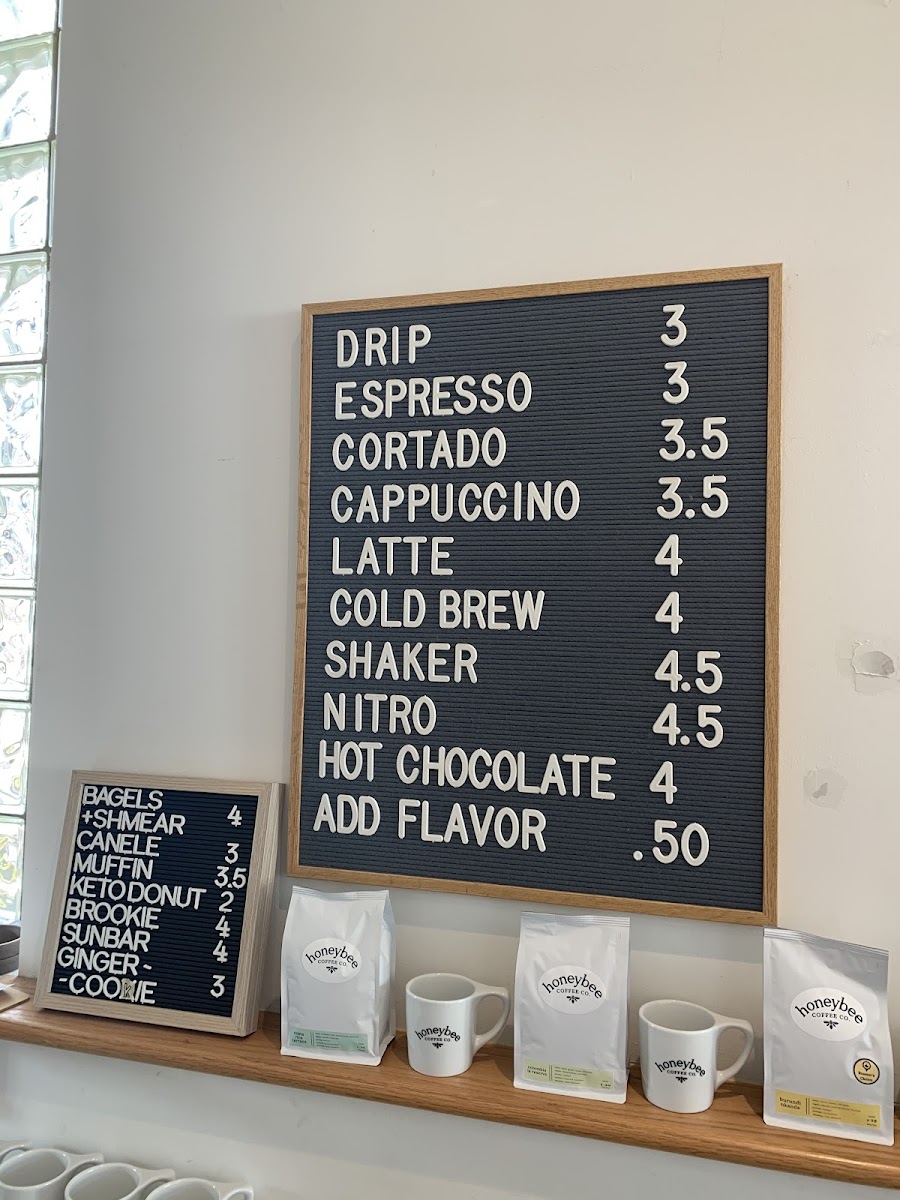 DRIP 3
ESPRESSO 3
CORTADO 3.5
CAPPUCCINO 3.5
LATTE 4
COLD BREW 4
SHAKER 4.5
NITRO 4.5
HOT CHOCOLATE 4
ADD FLAVOR .50
BAGELS
+SHMEAR 4
CANELE 3
MUFFIN 3.5
KETO DONUT 2
BROOKIE 4
SUNBAR 4
GINGER~
~COOKIE 3
honeybee
COFFEE CO.
honeybee
COFFEE CO.
honeybee
COFFEE CO.
honeybee
COFFEE CO.
honeybee
COFFEE CO.
Roaster's
Choice
burundi